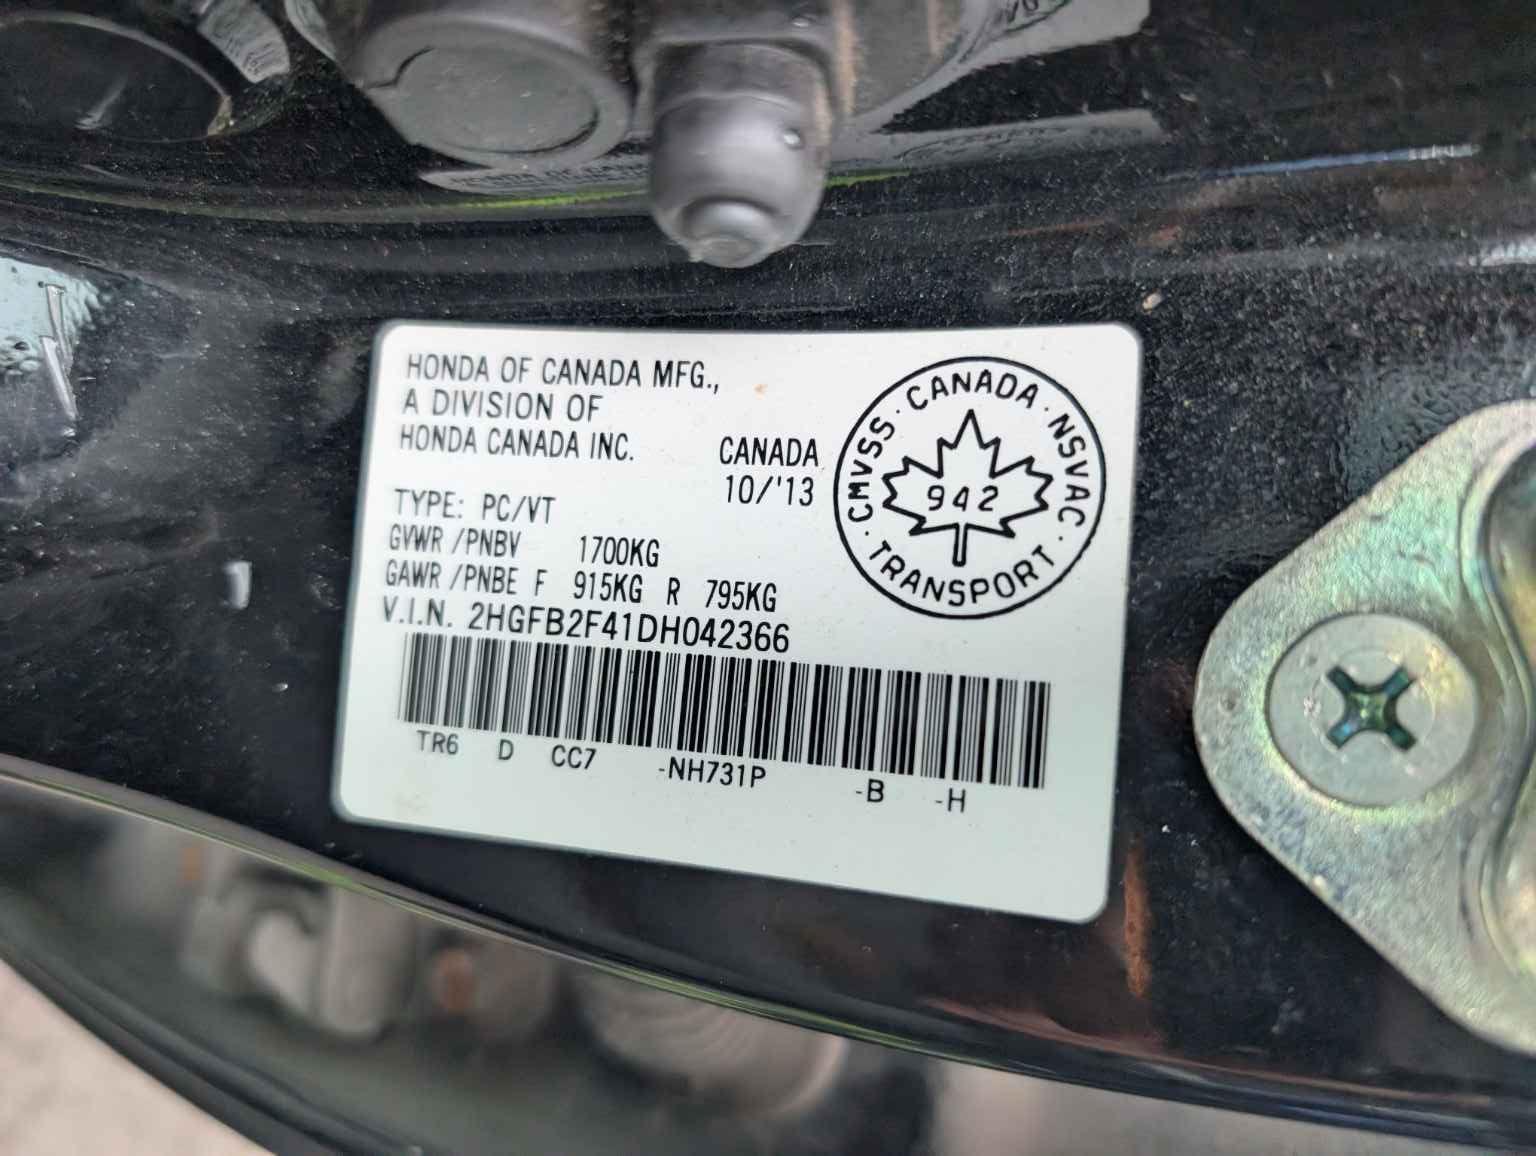 HONDA OF CANADA MFG.,
A DIVISION OF
HONDA CANADA INC.
CANADA
10/'13
TYPE: PC/VT
GVWR /PNBV 1700KG
GAWR /PNBE F 915KG R 795KG
V.I.N. 2HGFB2F41DH042366
TR6 D CC7 -NH731P -B -H
CMVSS · CANADA · NSVAC · TRANSPORT ·
942